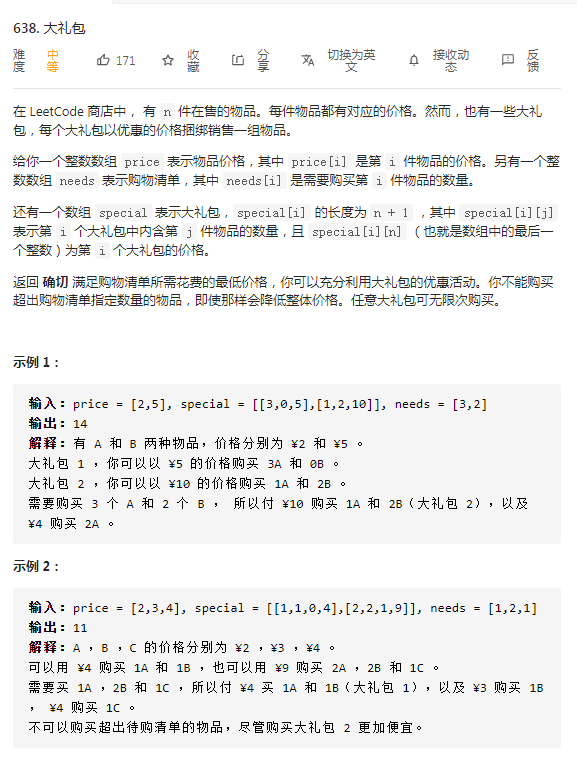 638. 大礼包
难度 中等 171 收藏 分享 切换为英文 接收动态 反馈
在 LeetCode 商店中， 有 n 件在售的物品。每件物品都有对应的价格。然而，也有一些大礼
包，每个大礼包以优惠的价格捆绑销售一组物品。
给你一个整数数组 price 表示物品价格，其中 price[i] 是第 i 件物品的价格。另有一个整
数数组 needs 表示购物清单，其中 needs[i] 是需要购买第 i 件物品的数量。
还有一个数组 special 表示大礼包，special[i] 的长度为 n + 1 ，其中 special[i][j]
表示第 i 个大礼包中内含第 j 件物品的数量，且 special[i][n] （也就是数组中的最后一
个整数）为第 i 个大礼包的价格。
返回 确切 满足购物清单所需花费的最低价格，你可以充分利用大礼包的优惠活动。你不能购买
超出购物清单指定数量的物品，即使那样会降低整体价格。任意大礼包可无限次购买。
示例 1：
输入：price = [2,5], special = [[3,0,5],[1,2,10]], needs = [3,2]
输出：14
解释：有 A 和 B 两种物品，价格分别为 ¥2 和 ¥5 。
大礼包 1 ，你可以以 ¥5 的价格购买 3A 和 0B 。
大礼包 2 ，你可以以 ¥10 的价格购买 1A 和 2B 。
需要购买 3 个 A 和 2 个 B ， 所以付 ¥10 购买 1A 和 2B（大礼包 2），以及
¥4 购买 2A 。
示例 2：
输入：price = [2,3,4], special = [[1,1,0,4],[2,2,1,9]], needs = [1,2,1]
输出：11
解释：A ，B ，C 的价格分别为 ¥2 ，¥3 ，¥4 。
可以用 ¥4 购买 1A 和 1B ，也可以用 ¥9 购买 2A ，2B 和 1C 。
需要买 1A ，2B 和 1C ，所以付 ¥4 买 1A 和 1B（大礼包 1），以及 ¥3 购买 1B
， ¥4 购买 1C 。
不可以购买超出待购清单的物品，尽管购买大礼包 2 更加便宜。